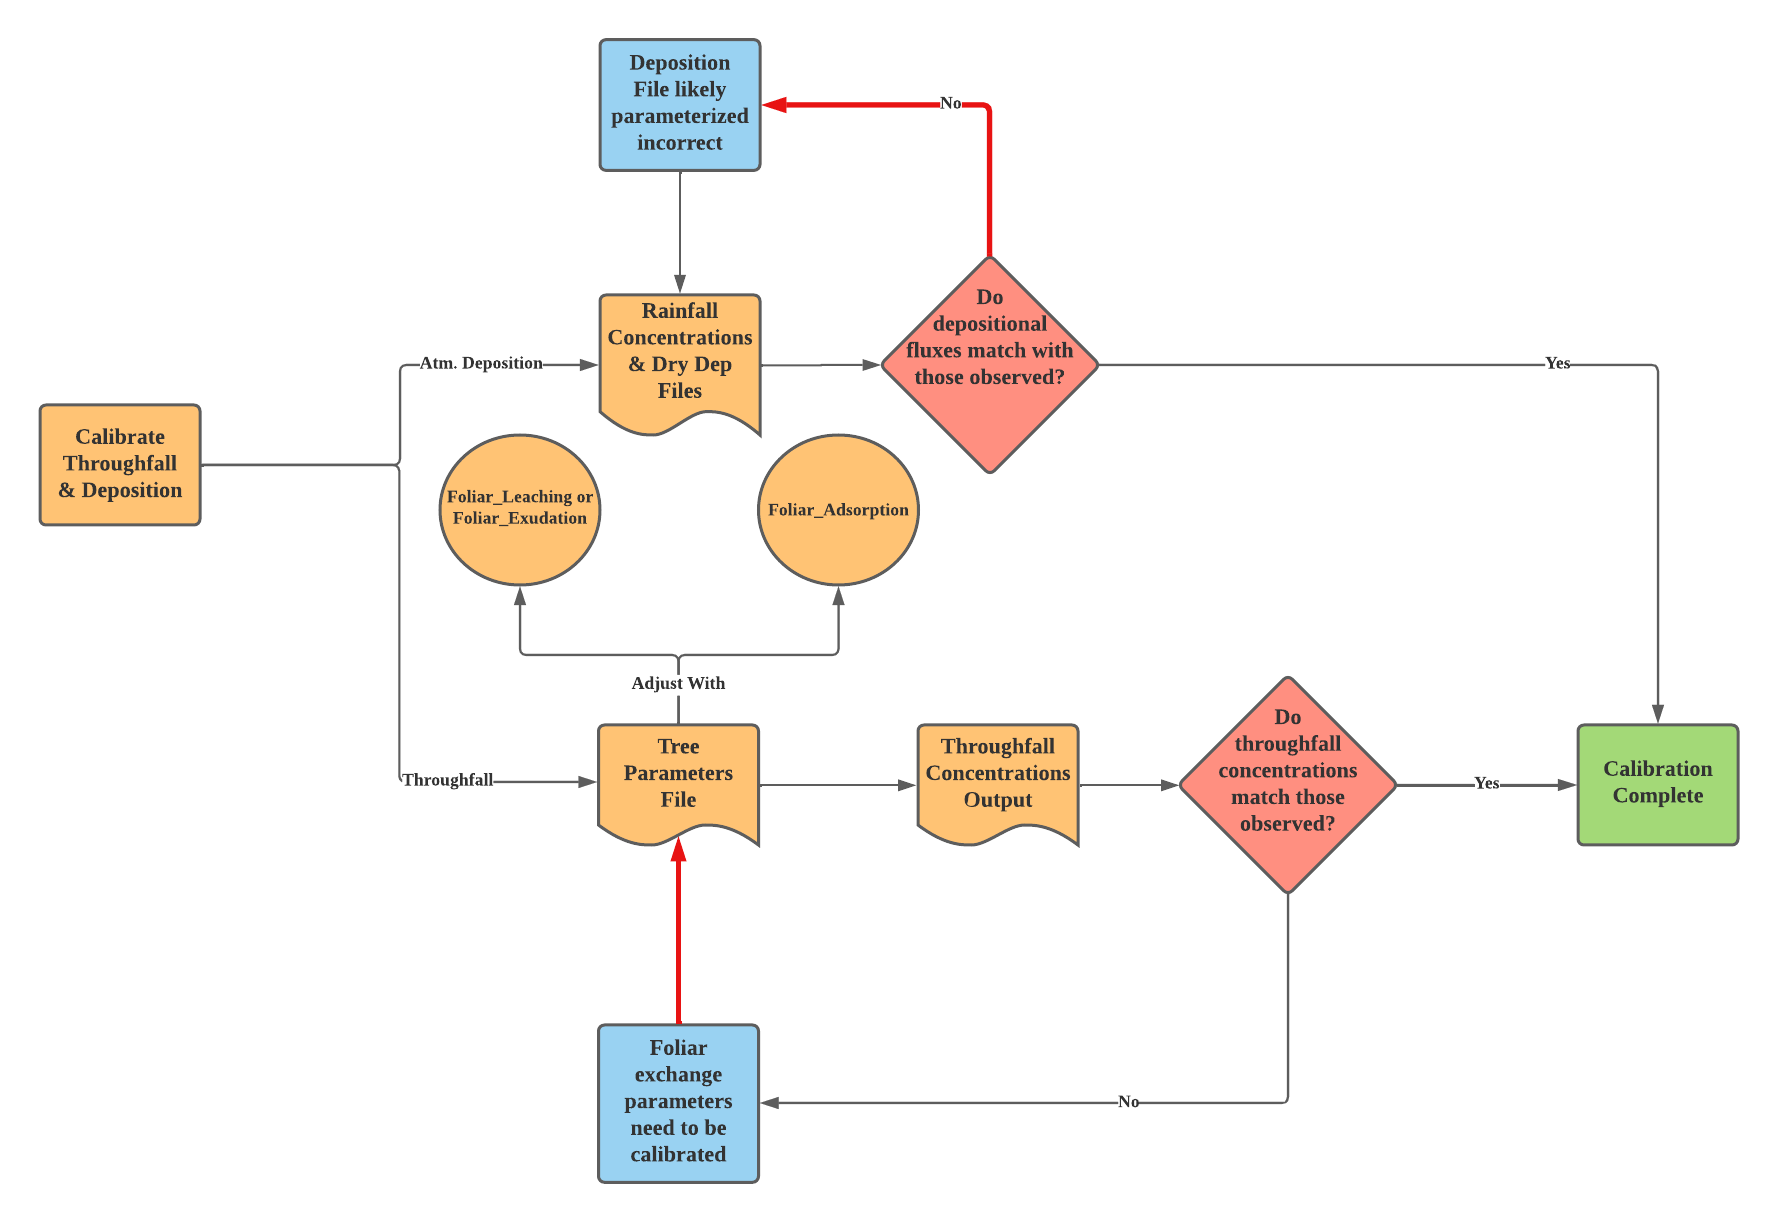 Deposition
File likely
parameterized
incorrect
No
Rainfall
Concentrations
& Dry Dep
Files
Do
depositional
fluxes match with
those observed?
Atm. Deposition
Yes
Calibrate
Throughfall
& Deposition
Foliar_Leaching or
Foliar_Exudation
Foliar_Adsorption
Adjust With
Throughfall
Tree
Parameters
File
Throughfall
Concentrations
Output
Do
throughfall
concentrations
match those
observed?
Yes
Calibration
Complete
Foliar
exchange
parameters
need to be
calibrated
No